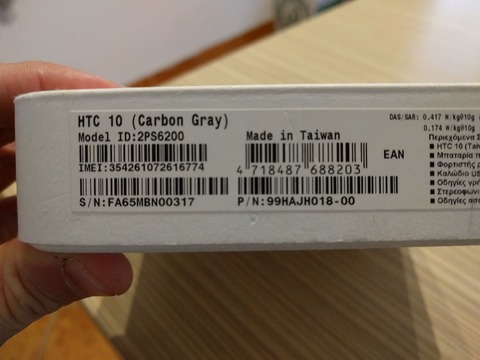 HTC 10 (Carbon Gray)
Model ID:2PS6200
Made in Taiwan
IMEI:354261072616774
4 718487 688203
EAN
S/N:FA65MBN00317
P/N:99HAJH018-00
DAS/SAR: 0.417 W/kg@10g
0.174 W/kg@10g
Περιεχόμενα
■ HTC 10
■ Μπαταρία
■ Φορτιστής
■ Καλώδιο
■ Οδηγίες
■
■ Οδηγίες